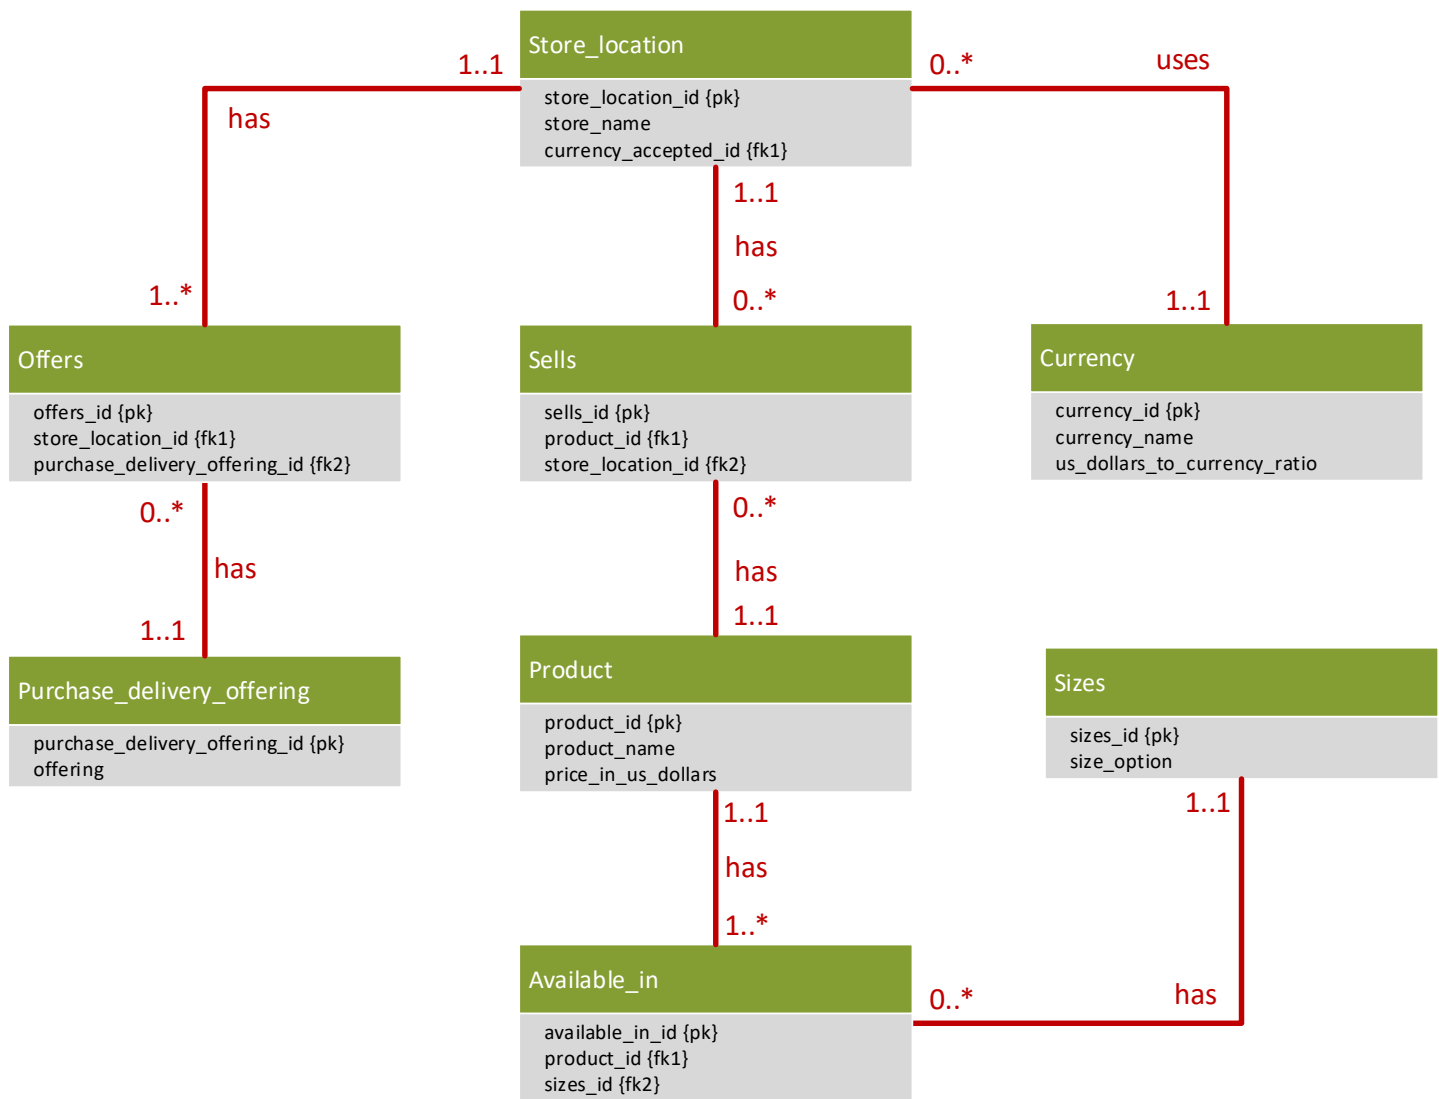 Store_location
store_location_id {pk}
store_name
currency_accepted_id {fk1}
1..1
has
1..*
0..*
uses
1..1
1..1
has
0..*
Offers
offers_id {pk}
store_location_id {fk1}
purchase_delivery_offering_id {fk2}
Sells
sells_id {pk}
product_id {fk1}
store_location_id {fk2}
Currency
currency_id {pk}
currency_name
us_dollars_to_currency_ratio
0..*
has
1..1
0..*
has
1..1
Purchase_delivery_offering
purchase_delivery_offering_id {pk}
offering
Product
product_id {pk}
product_name
price_in_us_dollars
Sizes
sizes_id {pk}
size_option
1..1
has
1..*
1..1
has
0..*
Available_in
available_in_id {pk}
product_id {fk1}
sizes_id {fk2}